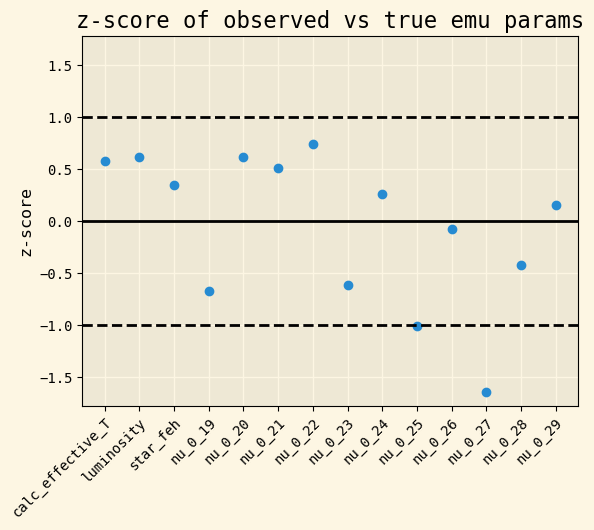 z-score of observed vs true emu params
z-score
1.5
1.0
0.5
0.0
−0.5
−1.0
−1.5
calc_effective_T
luminosity
star_feh
nu_0_19
nu_0_20
nu_0_21
nu_0_22
nu_0_23
nu_0_24
nu_0_25
nu_0_26
nu_0_27
nu_0_28
nu_0_29